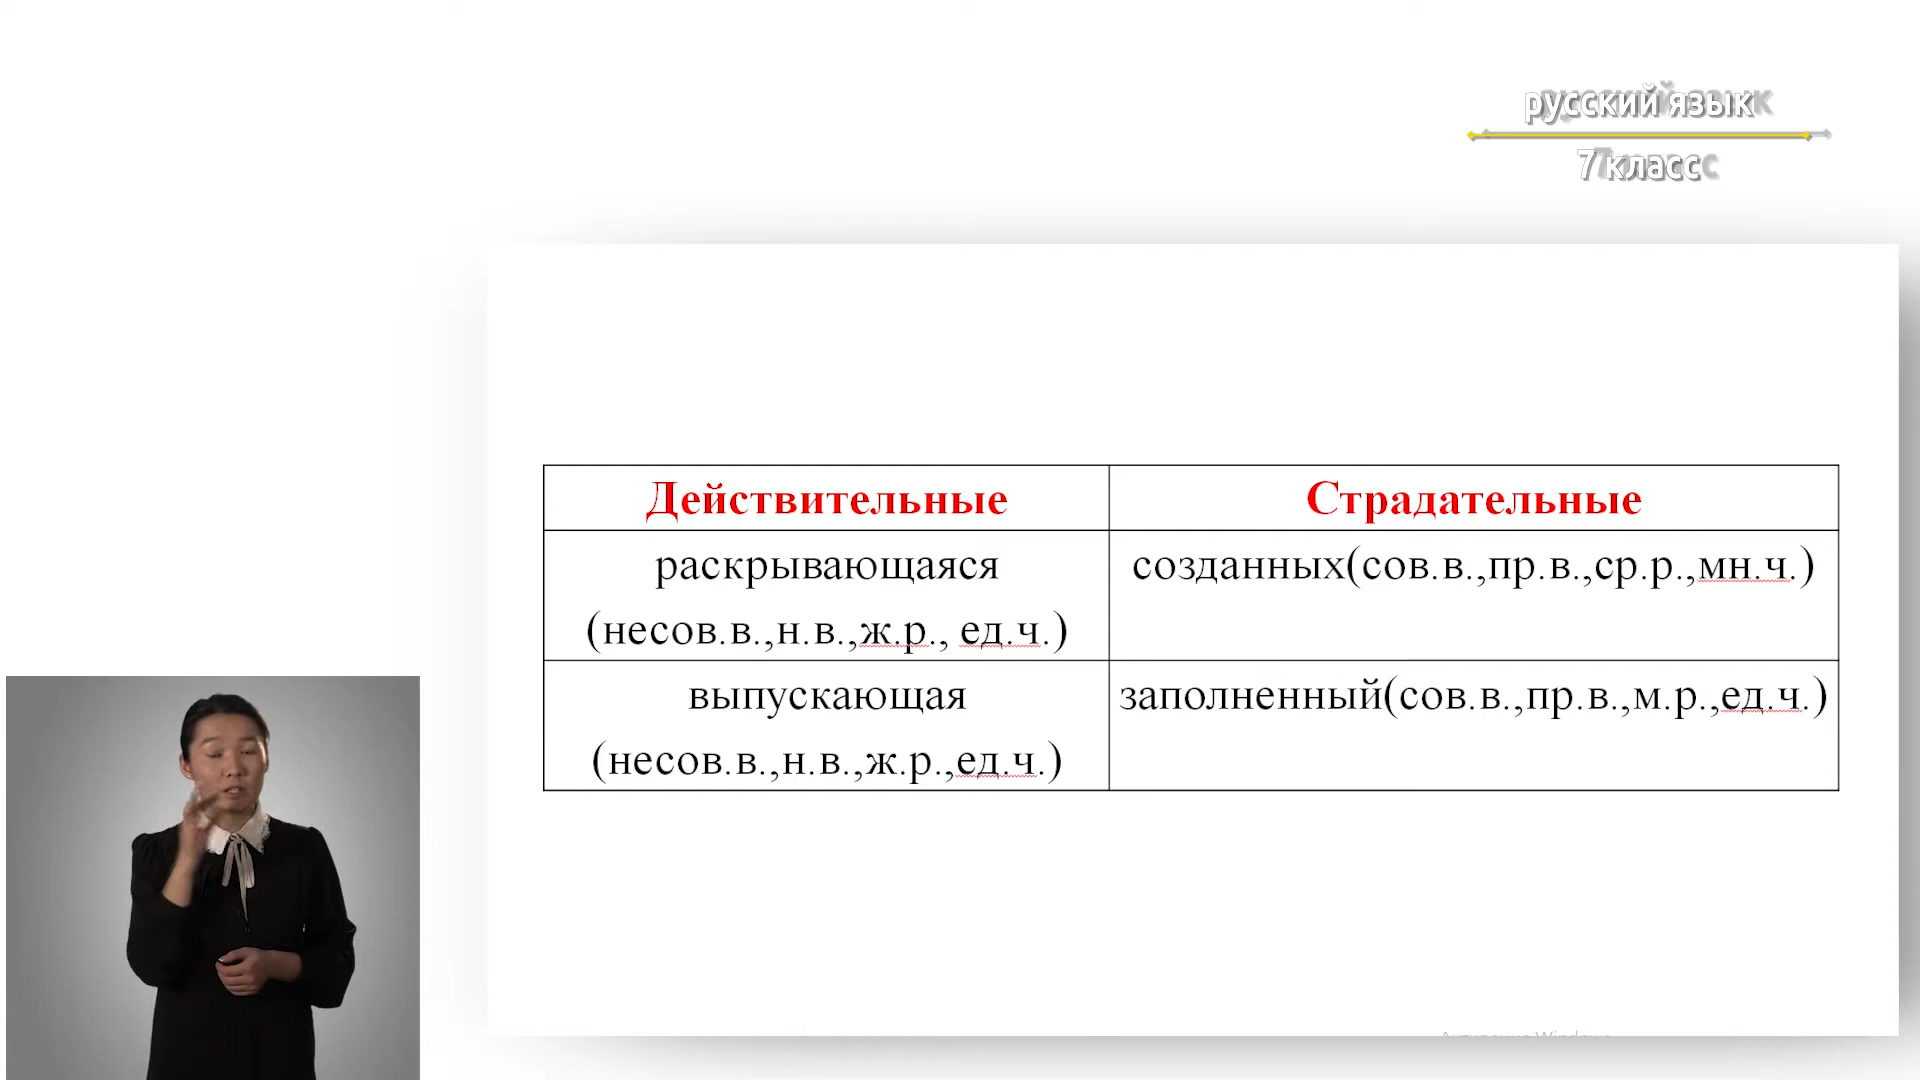 русский язык
7 класс
Действительные
Страдательные
раскрывающаяся
(несов.в.,н.в.,ж.р., ед.ч.)
созданных(сов.в.,пр.в.,ср.р.,мн.ч.)
выпускающая
(несов.в.,н.в.,ж.р.,ед.ч.)
заполненный(сов.в.,пр.в.,м.р.,ед.ч.)